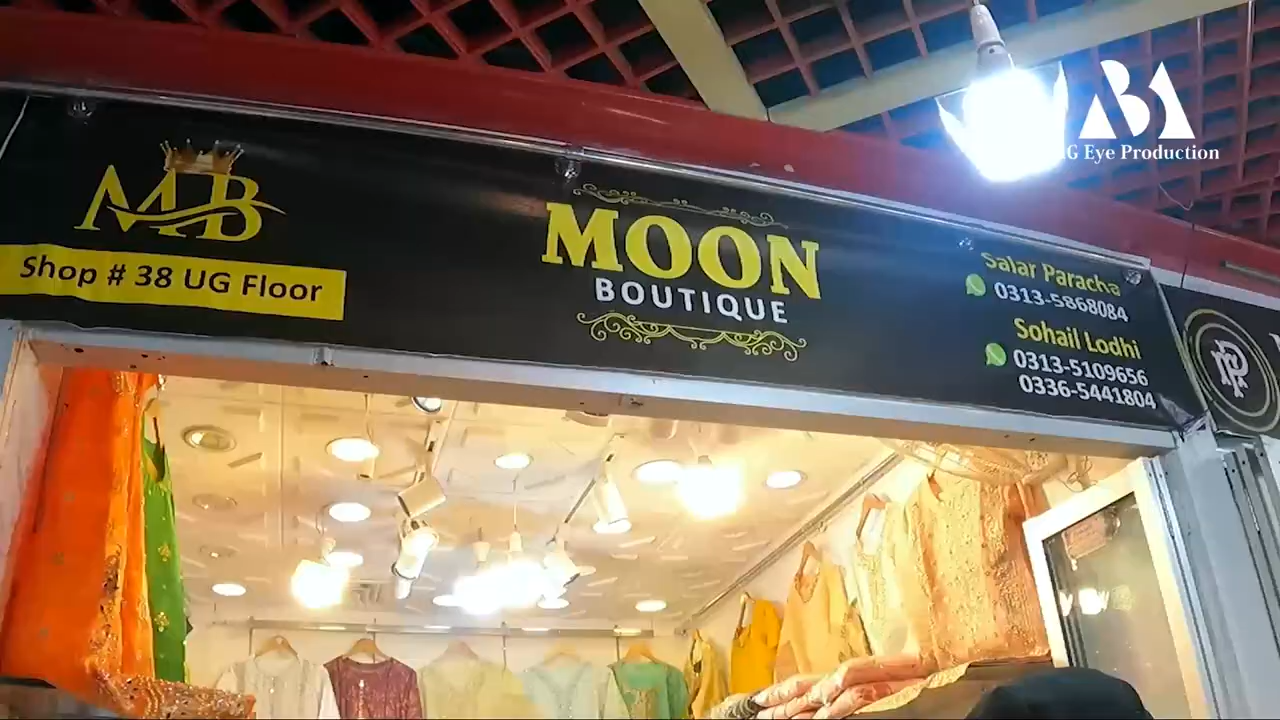 MB
Shop # 38 UG Floor
MOON
BOUTIQUE
Salar Paracha
0313-5868084
Sohail Lodhi
0313-5109656
0336-5441804
ABA
G Eye Production